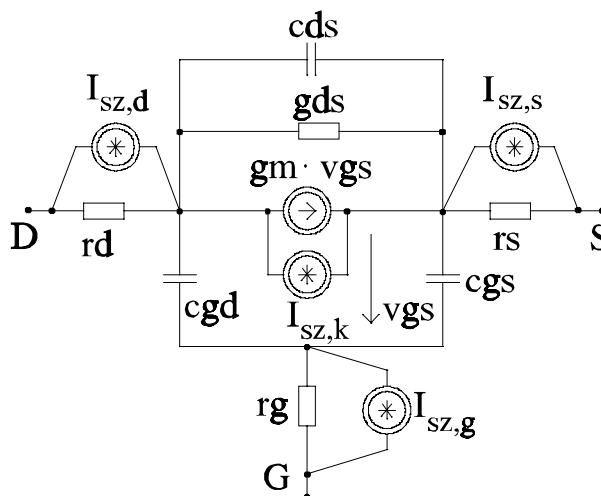 cds
I_sz,d
I_sz,s
gds
gm · vgs
D
rd
rs
S
cgd
I_sz,k
vgs
cgs
rg
I_sz,g
G